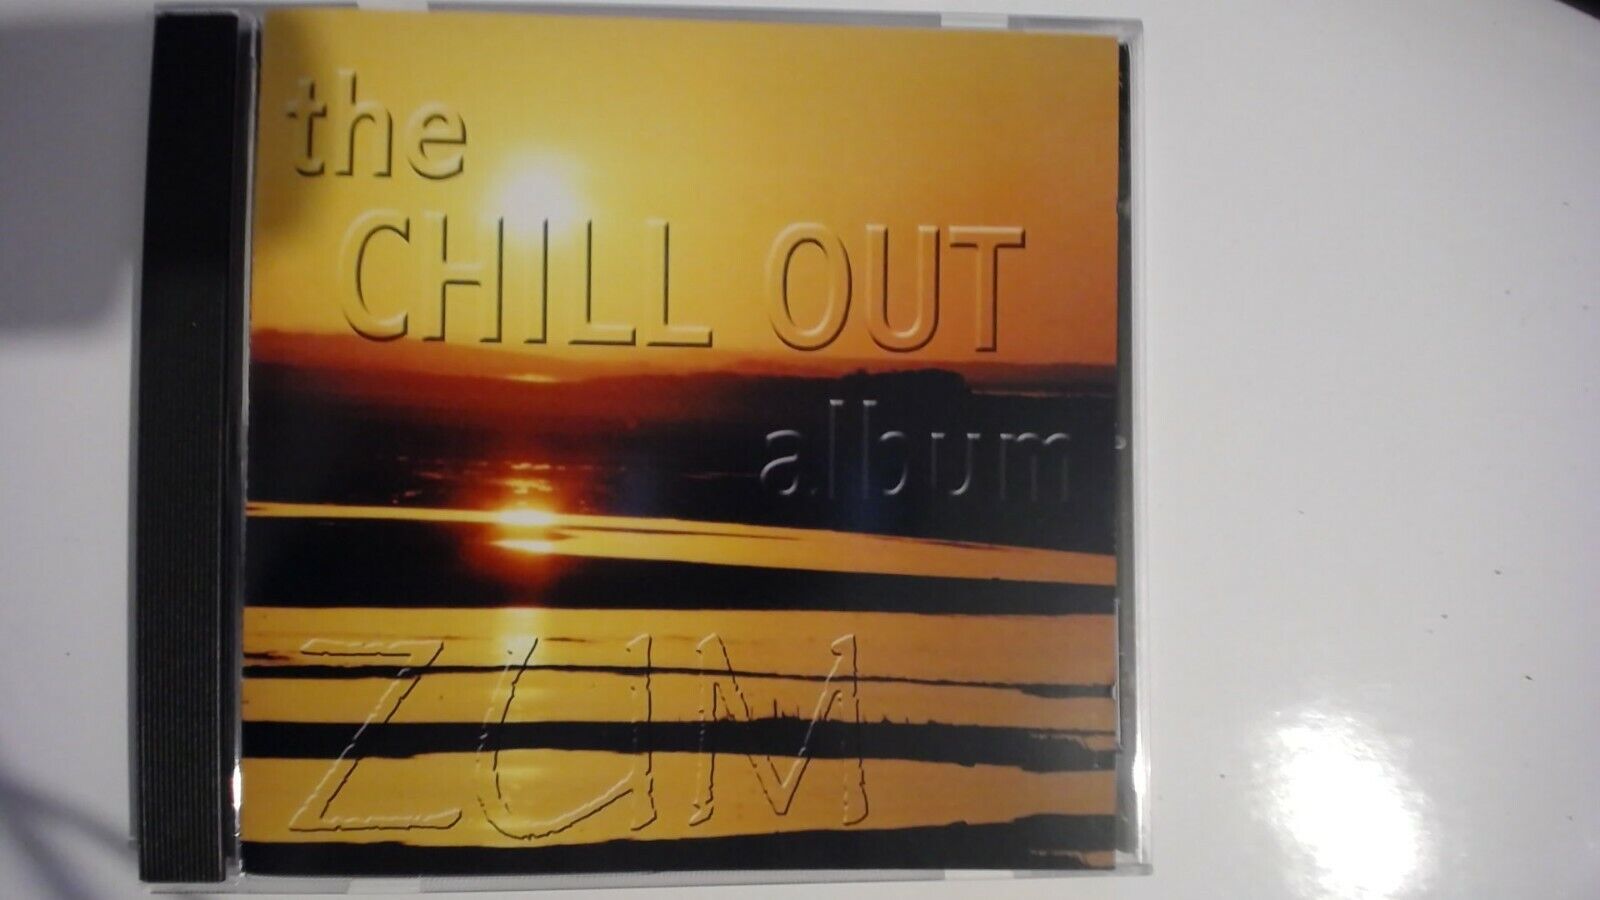 the
CHILL OUT
album
ZUM